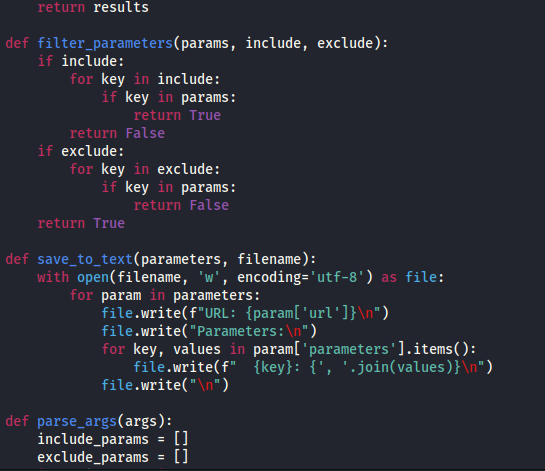 return results

def filter_parameters(params, include, exclude):
    if include:
        for key in include:
            if key in params:
                return True
        return False
    if exclude:
        for key in exclude:
            if key in params:
                return False
    return True

def save_to_text(parameters, filename):
    with open(filename, 'w', encoding='utf-8') as file:
        for param in parameters:
            file.write(f"URL: {param['url']}\n")
            file.write("Parameters:\n")
            for key, values in param['parameters'].items():
                file.write(f"  {key}: {', '.join(values)}\n")
            file.write("\n")

def parse_args(args):
    include_params = []
    exclude_params = []